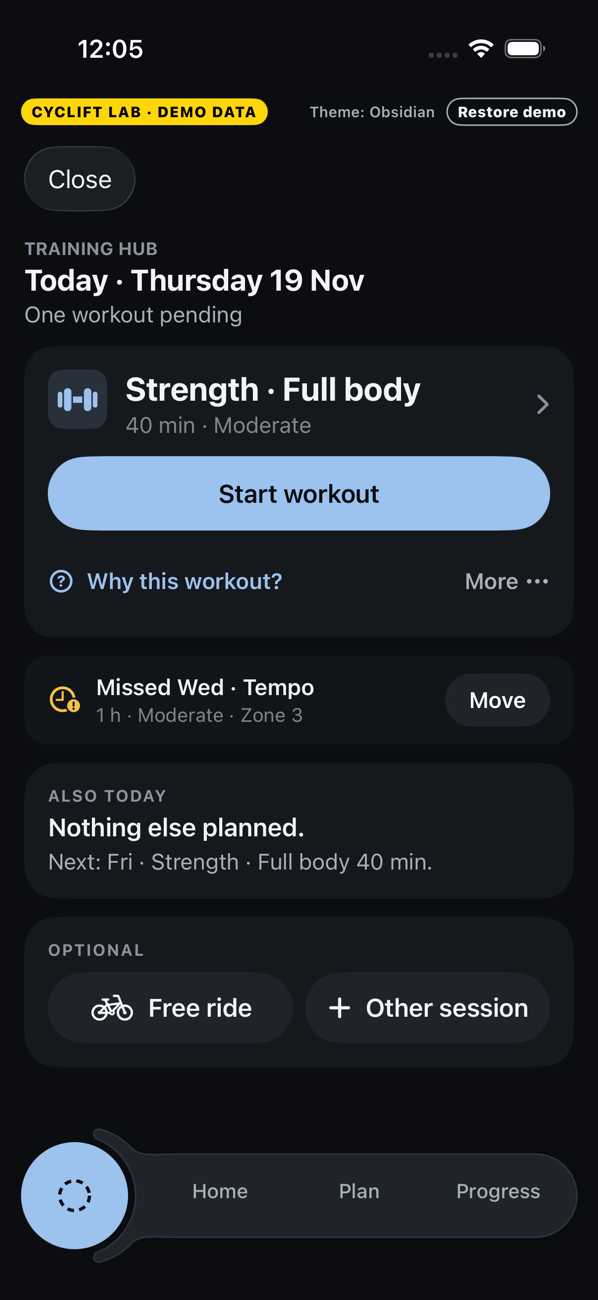 12:05
CYCLIFT LAB · DEMO DATA
Theme: Obsidian
Restore demo
Close
TRAINING HUB
Today · Thursday 19 Nov
One workout pending
Strength · Full body
40 min · Moderate
Start workout
Why this workout?
More ···
Missed Wed · Tempo
1 h · Moderate · Zone 3
Move
ALSO TODAY
Nothing else planned.
Next: Fri · Strength · Full body 40 min.
OPTIONAL
Free ride
+ Other session
Home
Plan
Progress